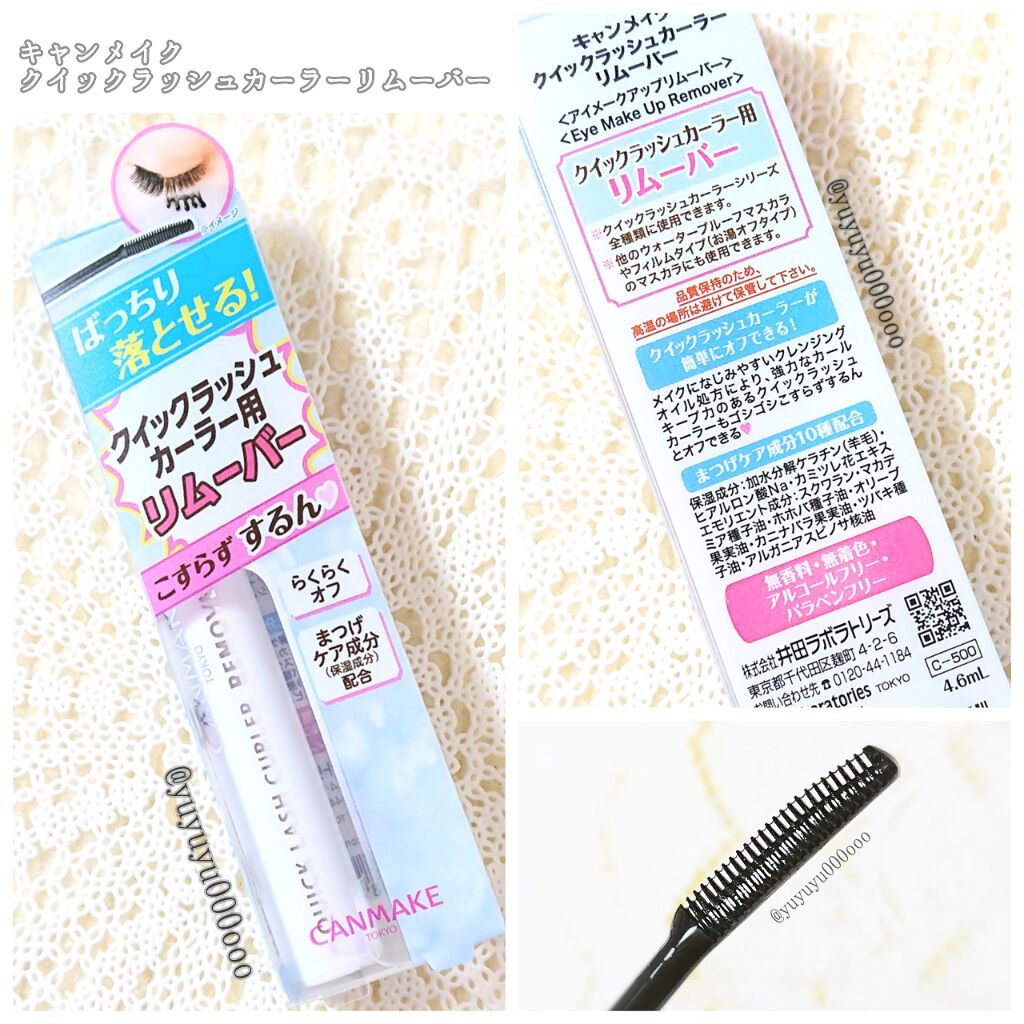 キャンメイク
クイックラッシュカーラーリムーバー
※イメージ
ばっちり
落とせる!
クイックラッシュ
カーラー用
リムーバー
こすらず するん♡
らくらく
オフ
まつげ
ケア成分
(保湿成分)
配合
QUICK LASH CURLER REMOVER
CANMAKE
TOKYO
@yuyuyu000ooo
キャンメイク
クイックラッシュカーラー
リムーバー
<アイメークアップリムーバー>
<Eye Make Up Remover>
クイックラッシュカーラー用
リムーバー
※クイックラッシュカーラーシリーズ
全種類に使用できます。
※他のウォータープルーフマスカラ
やフィルムタイプ(お湯オフタイプ)
のマスカラにも使用できます。
品質保持のため、
高温の場所は避けて保管して下さい。
クイックラッシュカーラーが
簡単にオフできる!
メイクになじみやすいクレンジング
オイル処方により、強力なカール
キープ力のあるクイックラッシュ
カーラーもゴシゴシこすらずするん
とオフできる♥
まつげケア成分10種配合
保湿成分:加水分解ケラチン(羊毛)・
ヒアルロン酸Na・カミツレ花エキス
エモリエント成分:スクワラン・マカデ
ミア種子油・ホホバ種子油・オリーブ
果実油・カニナバラ果実油・ツバキ種
子油・アルガニアスピノサ核油
無香料・無着色・
アルコールフリー・
パラベンフリー
株式会社 井田ラボラトリーズ
東京都千代田区麹町4-2-6
お問い合わせ先☎0120-44-1184
boratories TOKYO
C-500
4.6mL
@yuyuyu000ooo
@yuyuyu000ooo